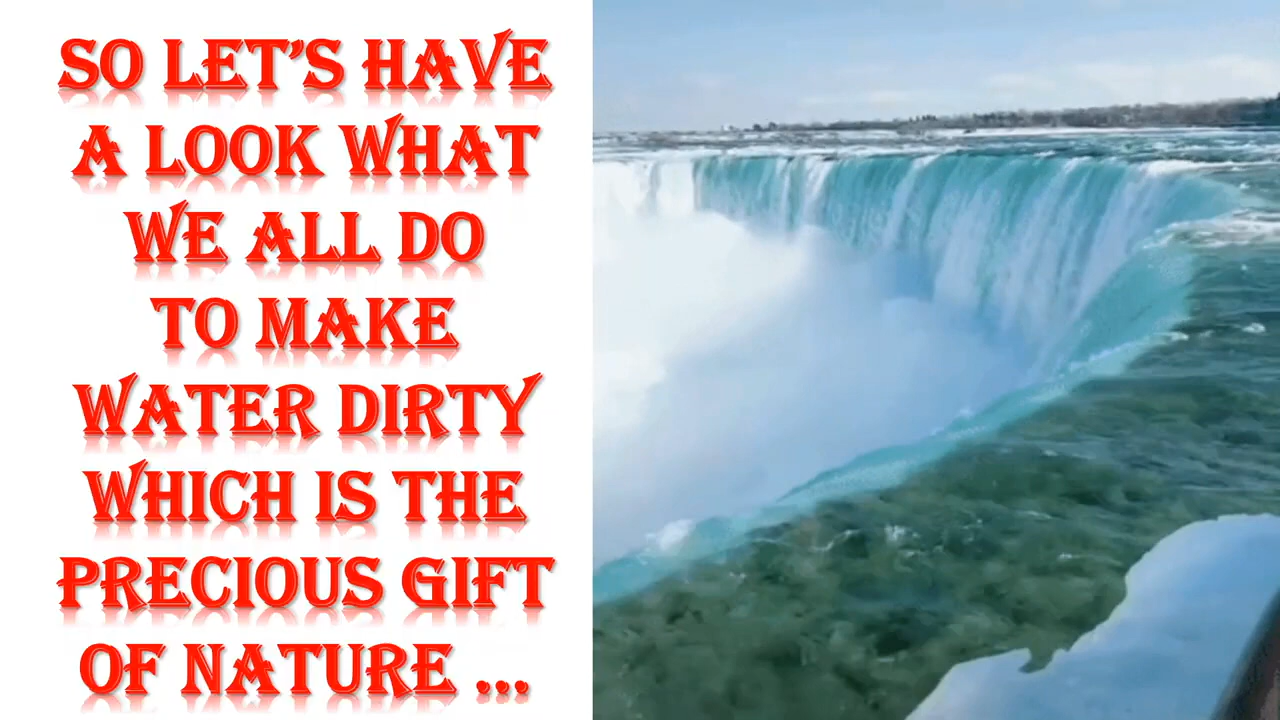 SO LET'S HAVE
A LOOK WHAT
WE ALL DO
TO MAKE
WATER DIRTY
WHICH IS THE
PRECIOUS GIFT
OF NATURE ...